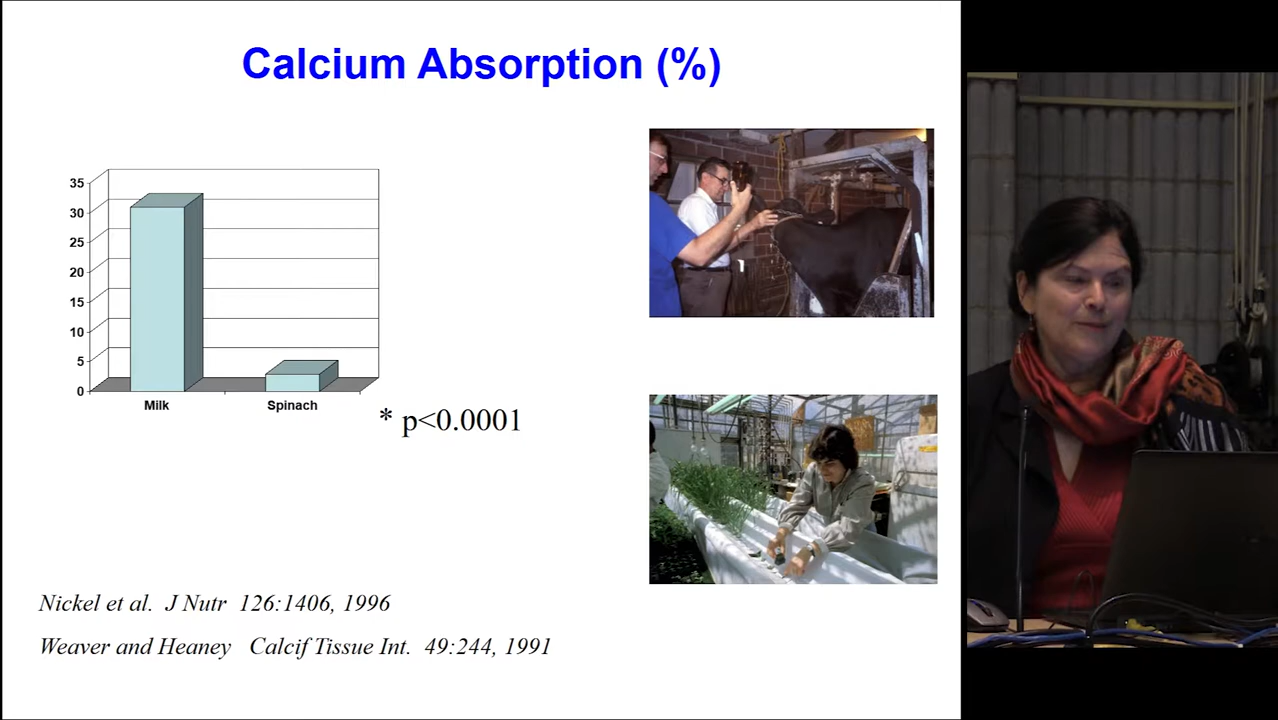 Calcium Absorption (%)
35
30
25
20
15
10
5
0
Milk Spinach
* p<0.0001
Nickel et al. J Nutr 126:1406, 1996
Weaver and Heaney Calcif Tissue Int. 49:244, 1991